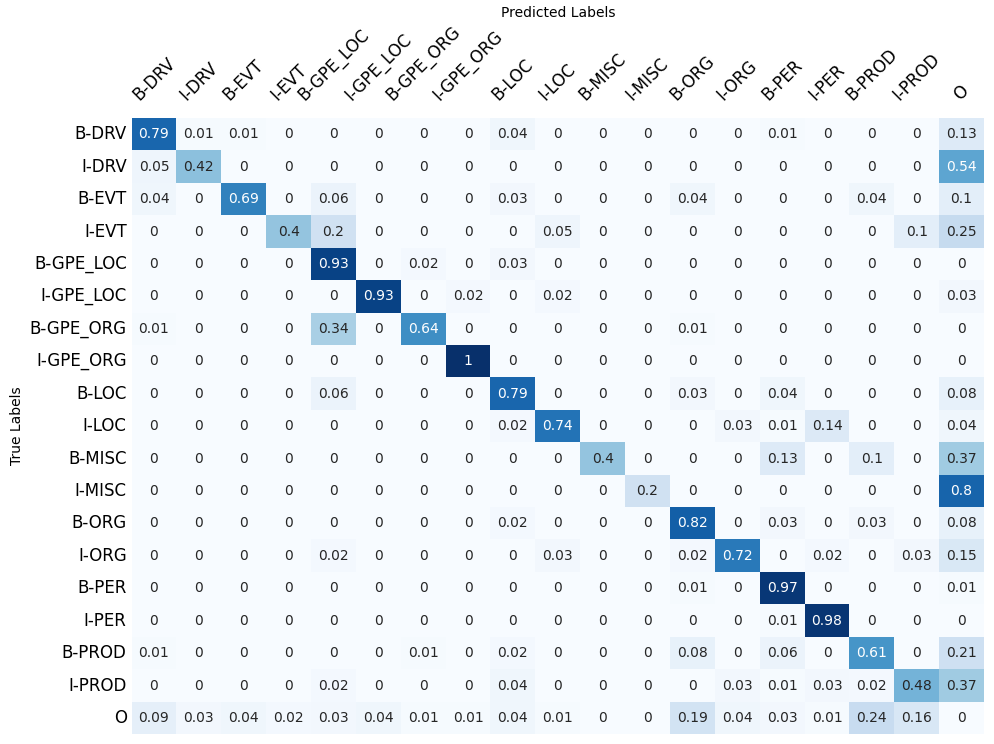 Predicted Labels
B-DRV I-DRV B-EVT I-EVT B-GPE_LOC I-GPE_LOC B-GPE_ORG I-GPE_ORG B-LOC I-LOC B-MISC I-MISC B-ORG I-ORG B-PER I-PER B-PROD I-PROD O
True Labels
B-DRV 0.79 0.01 0.01 0 0 0 0 0 0.04 0 0 0 0 0 0.01 0 0 0 0.13
I-DRV 0.05 0.42 0 0 0 0 0 0 0 0 0 0 0 0 0 0 0 0 0.54
B-EVT 0.04 0 0.69 0 0.06 0 0 0 0.03 0 0 0 0.04 0 0 0 0.04 0 0.1
I-EVT 0 0 0 0.4 0.2 0 0 0 0 0.05 0 0 0 0 0 0 0 0.1 0.25
B-GPE_LOC 0 0 0 0 0.93 0 0.02 0 0.03 0 0 0 0 0 0 0 0 0 0
I-GPE_LOC 0 0 0 0 0 0.93 0 0.02 0 0.02 0 0 0 0 0 0 0 0 0.03
B-GPE_ORG 0.01 0 0 0 0.34 0 0.64 0 0 0 0 0 0.01 0 0 0 0 0 0
I-GPE_ORG 0 0 0 0 0 0 0 1 0 0 0 0 0 0 0 0 0 0 0
B-LOC 0 0 0 0 0.06 0 0 0 0.79 0 0 0 0.03 0 0.04 0 0 0 0.08
I-LOC 0 0 0 0 0 0 0 0 0.02 0.74 0 0 0 0.03 0.01 0.14 0 0 0.04
B-MISC 0 0 0 0 0 0 0 0 0 0 0.4 0 0 0 0.13 0 0.1 0 0.37
I-MISC 0 0 0 0 0 0 0 0 0 0 0 0.2 0 0 0 0 0 0 0.8
B-ORG 0 0 0 0 0 0 0 0 0.02 0 0 0 0.82 0 0.03 0 0.03 0 0.08
I-ORG 0 0 0 0 0.02 0 0 0 0 0.03 0 0 0.02 0.72 0 0.02 0 0.03 0.15
B-PER 0 0 0 0 0 0 0 0 0 0 0 0 0.01 0 0.97 0 0 0 0.01
I-PER 0 0 0 0 0 0 0 0 0 0 0 0 0 0 0.01 0.98 0 0 0
B-PROD 0.01 0 0 0 0 0 0.01 0 0.02 0 0 0 0.08 0 0.06 0 0.61 0 0.21
I-PROD 0 0 0 0 0.02 0 0 0 0.04 0 0 0 0 0.03 0.01 0.03 0.02 0.48 0.37
O 0.09 0.03 0.04 0.02 0.03 0.04 0.01 0.01 0.04 0.01 0 0 0.19 0.04 0.03 0.01 0.24 0.16 0